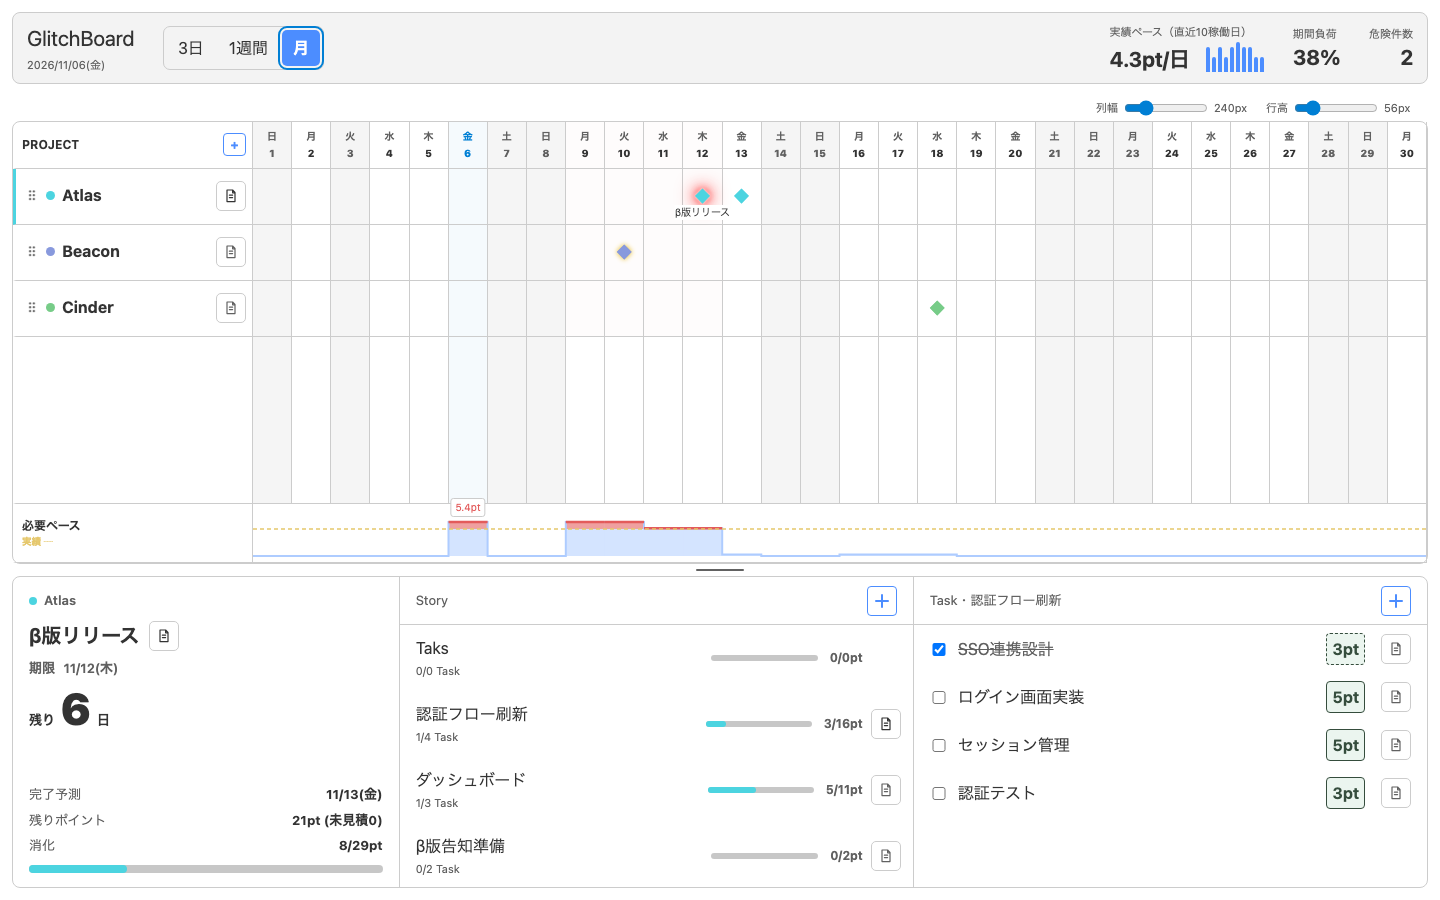 GlitchBoard
2026/11/06(金)
3日 1週間 月
実績ペース（直近10稼働日）
4.3pt/日
期間負荷
38%
危険件数
2
列幅 240px 行高 56px
PROJECT +
日 月 火 水 木 金 土 日 月 火 水 木 金 土 日 月 火 水 木 金 土 日 月 火 水 木 金 土 日 月
1 2 3 4 5 6 7 8 9 10 11 12 13 14 15 16 17 18 19 20 21 22 23 24 25 26 27 28 29 30
Atlas
β版リリース
Beacon
Cinder
5.4pt
必要ペース
実績
Atlas
β版リリース
期限 11/12(木)
残り 6 日
完了予測 11/13(金)
残りポイント 21pt (未見積0)
消化 8/29pt
Story
Taks
0/0 Task
0/0pt
認証フロー刷新
1/4 Task
3/16pt
ダッシュボード
1/3 Task
5/11pt
β版告知準備
0/2 Task
0/2pt
Task・認証フロー刷新
SSO連携設計 3pt
ログイン画面実装 5pt
セッション管理 5pt
認証テスト 3pt